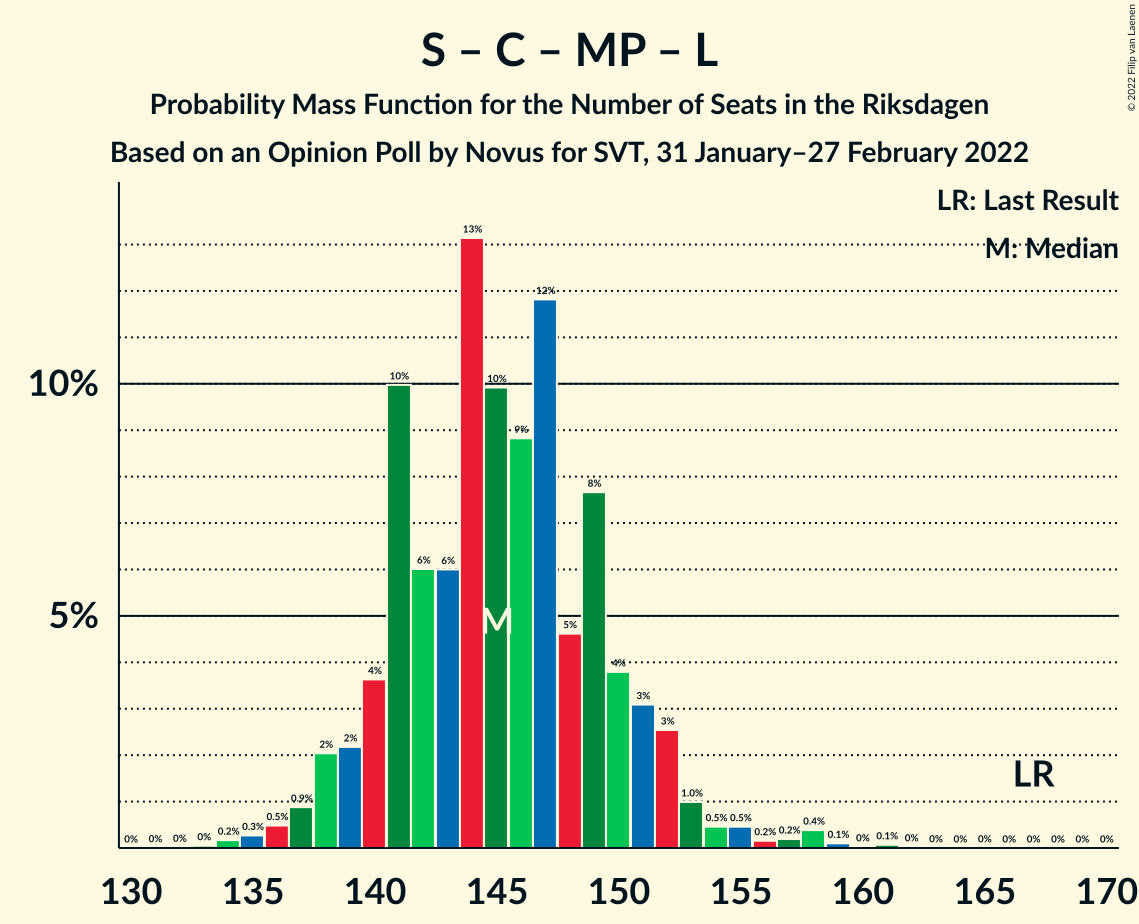 S – C – MP – L
Probability Mass Function for the Number of Seats in the Riksdagen
Based on an Opinion Poll by Novus for SVT, 31 January–27 February 2022
© 2022 Filip van Laenen
LR: Last Result
M: Median
10%
5%
0% 0% 0% 0% 0.2% 0.3% 0.5% 0.9% 2% 2% 4% 10% 6% 6% 13% 10% 9% 12% 5% 8% 4% 3% 3% 1.0% 0.5% 0.5% 0.2% 0.2% 0.4% 0.1% 0% 0.1% 0% 0% 0% 0% 0% 0% 0% 0% 0%
M
LR
130 135 140 145 150 155 160 165 170